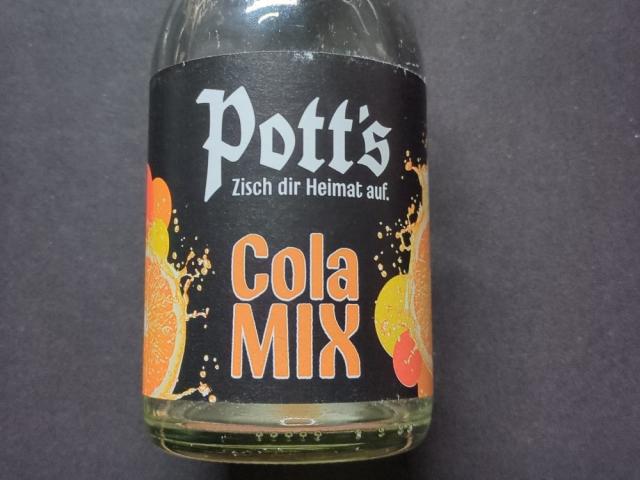 Pott's
Zisch dir Heimat auf.
Cola
MIX